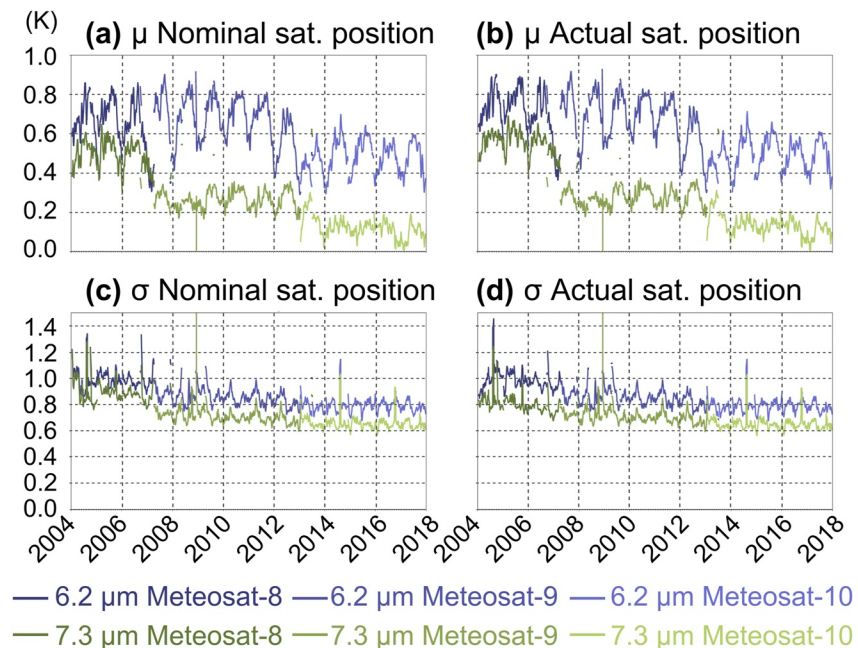 (K)
(a) μ Nominal sat. position
(b) μ Actual sat. position
1.0
0.8
0.6
0.4
0.2
0.0
(c) σ Nominal sat. position
(d) σ Actual sat. position
1.4
1.2
1.0
0.8
0.6
0.4
0.2
0.0
2004 2006 2008 2010 2012 2014 2016 2018
2004 2006 2008 2010 2012 2014 2016 2018
6.2 μm Meteosat-8 6.2 μm Meteosat-9 6.2 μm Meteosat-10
7.3 μm Meteosat-8 7.3 μm Meteosat-9 7.3 μm Meteosat-10